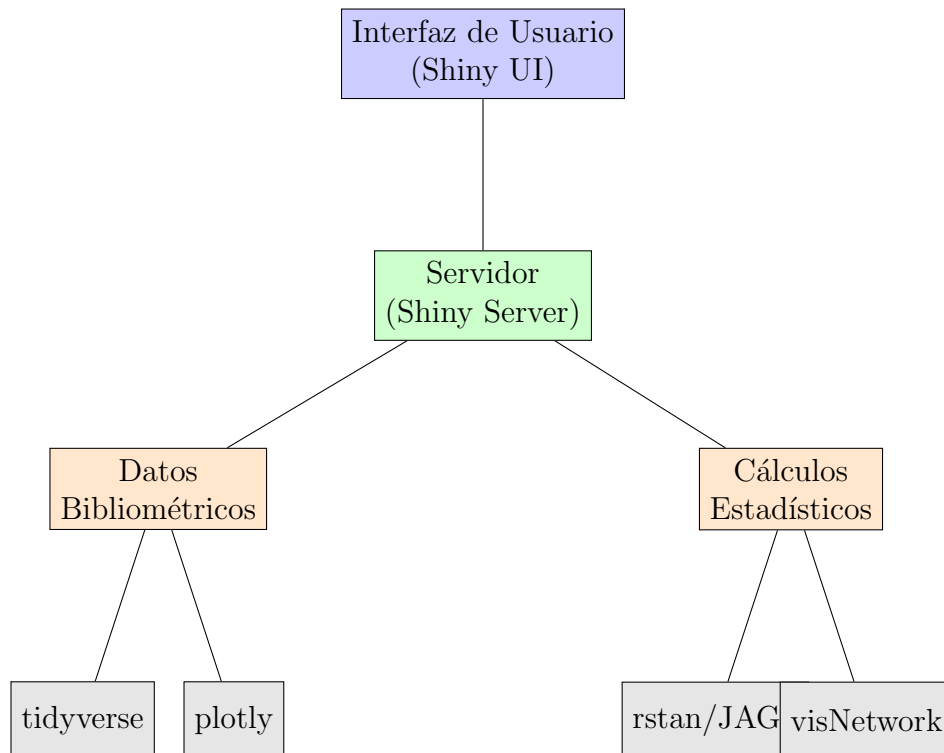 Interfaz de Usuario
(Shiny UI)
Servidor
(Shiny Server)
Datos
Bibliométricos
Cálculos
Estadísticos
tidyverse
plotly
rstan/JAG
visNetwork